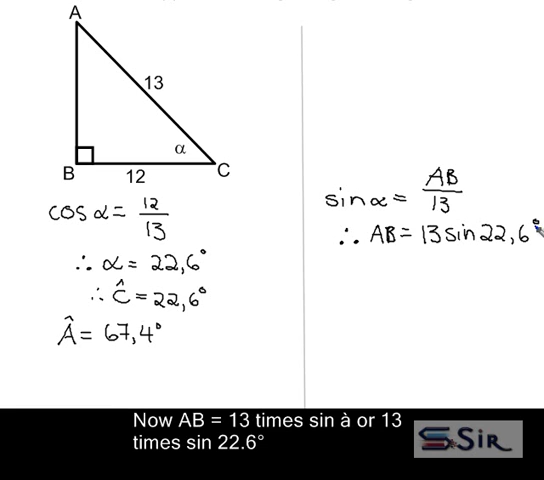 A
13
α
B
12
C
cos α = 12/13
∴ α = 22,6°
∴ Ĉ = 22,6°
Â = 67,4°
sin α = AB/13
∴ AB = 13 sin 22,6°
Now AB = 13 times sin à or 13
times sin 22.6°
SIR